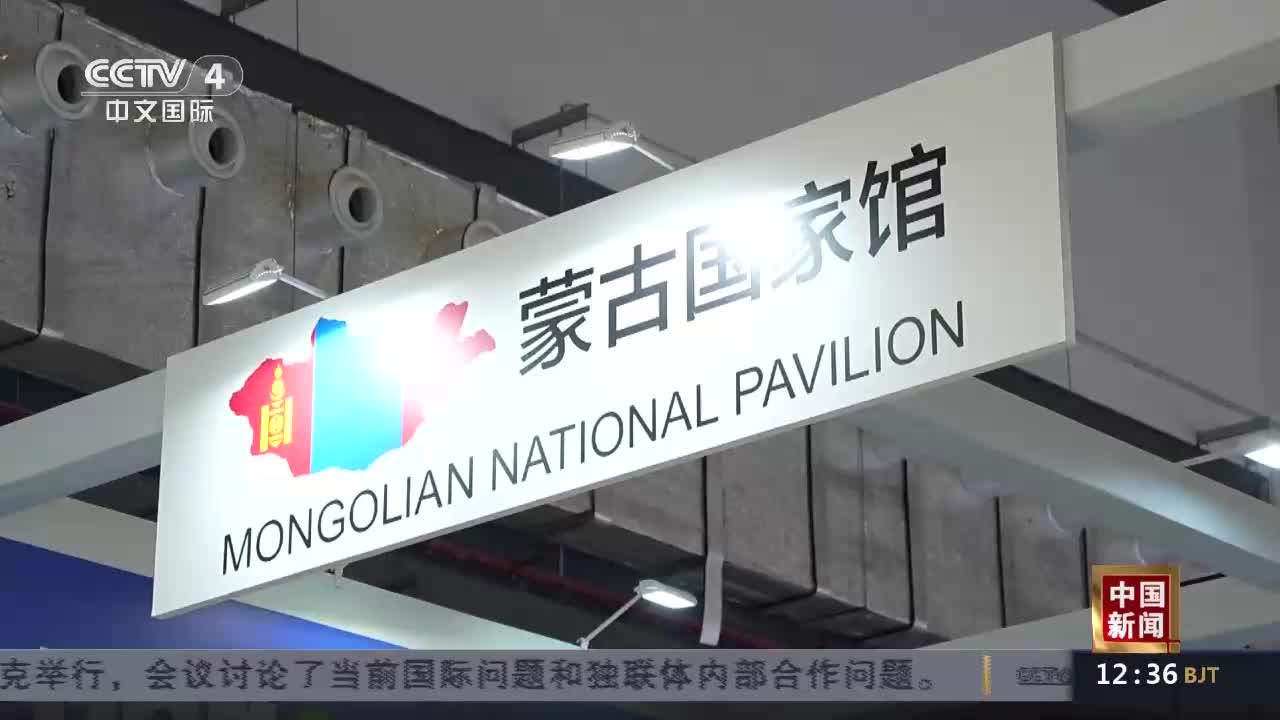 CCTV 4
中文国际
蒙古国家馆
MONGOLIAN NATIONAL PAVILION
中国
新闻
克举行，会议讨论了当前国际问题和独联体内部合作问题。
CCTV
12:36 BJT